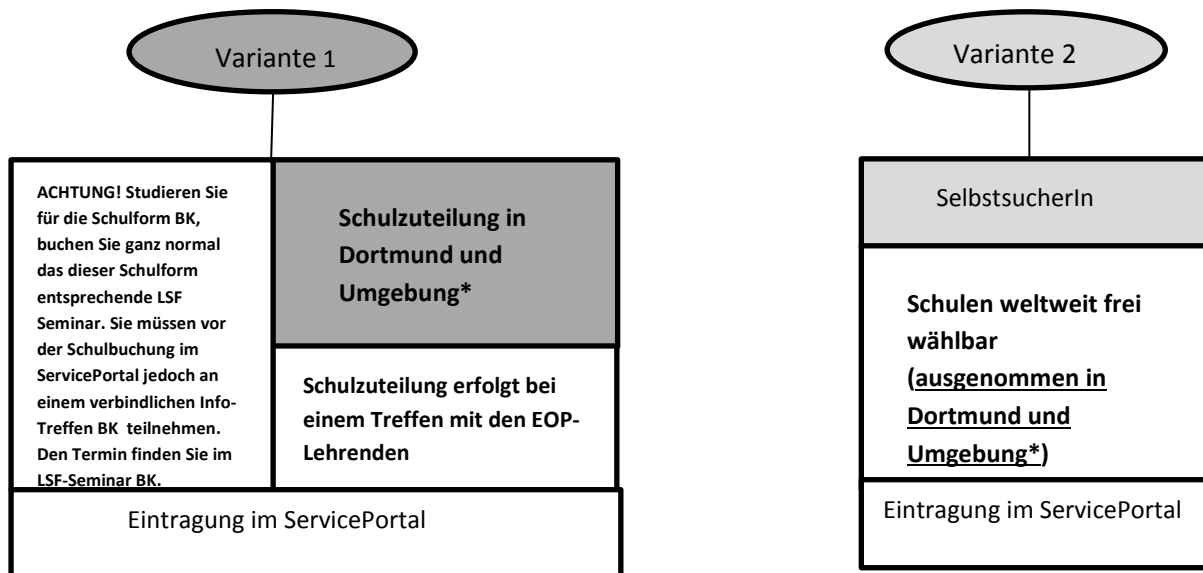 Variante 1
ACHTUNG! Studieren Sie
für die Schulform BK,
buchen Sie ganz normal
das dieser Schulform
entsprechende LSF
Seminar. Sie müssen vor
der Schulbuchung im
ServicePortal jedoch an
einem verbindlichen Info-
Treffen BK teilnehmen.
Den Termin finden Sie im
LSF-Seminar BK.
Schulzuteilung in
Dortmund und
Umgebung*
Schulzuteilung erfolgt bei
einem Treffen mit den EOP-
Lehrenden
Eintragung im ServicePortal
Variante 2
SelbstsucherIn
Schulen weltweit frei
wählbar
(ausgenommen in
Dortmund und
Umgebung*)
Eintragung im ServicePortal